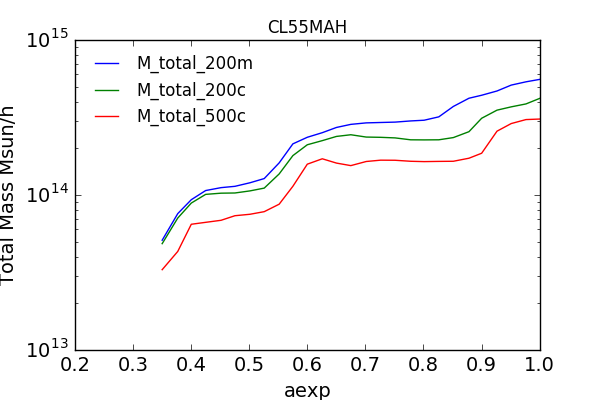 CL55MAH
10^15
M_total_200m
M_total_200c
M_total_500c
Total Mass Msun/h
10^14
10^13
0.2 0.3 0.4 0.5 0.6 0.7 0.8 0.9 1.0
aexp